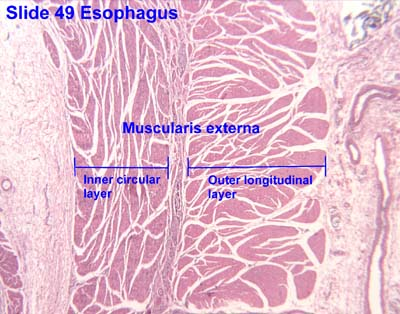 Slide 49 Esophagus
Muscularis externa
Inner circular
layer
Outer longitudinal
layer